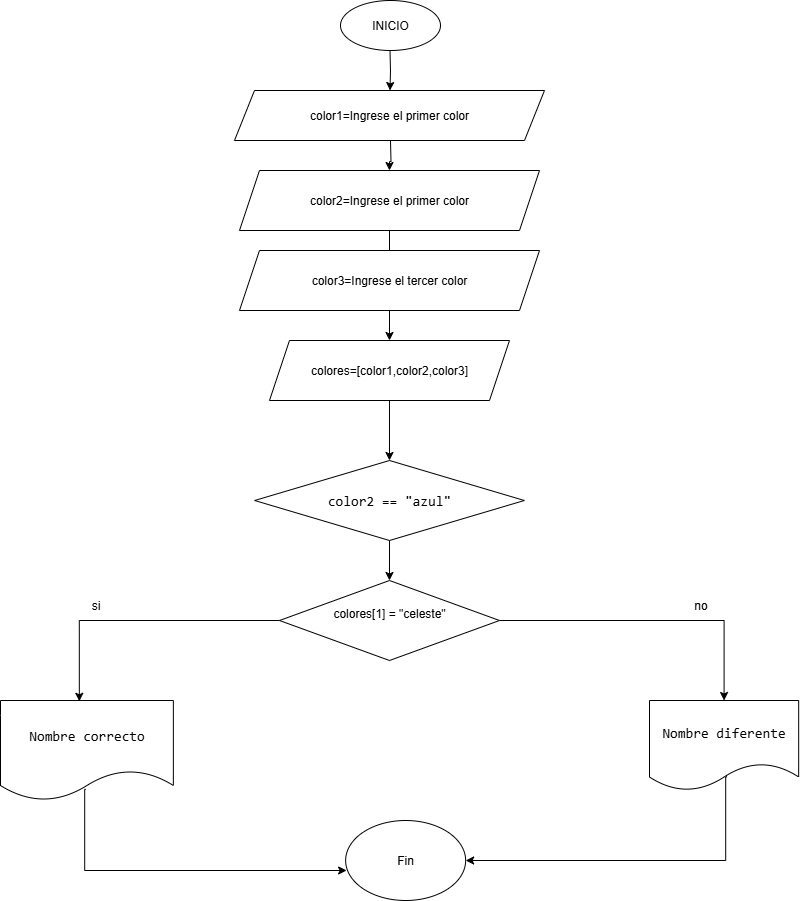 INICIO
color1=Ingrese el primer color
color2=Ingrese el primer color
color3=Ingrese el tercer color
colores=[color1,color2,color3]
color2 == "azul"
colores[1] = "celeste"
si
no
Nombre correcto
Nombre diferente
Fin